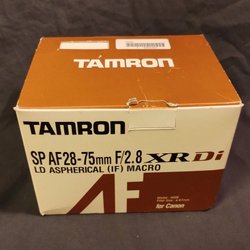 TAMRON
TAMRON
SP AF28-75mm F/2.8 XR Di
LD ASPHERICAL (IF) MACRO
AF
for Canon